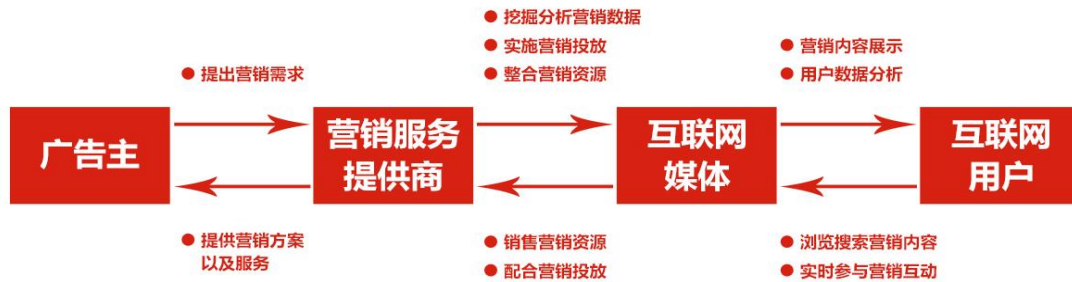 ● 挖掘分析营销数据
● 实施营销投放
● 整合营销资源
● 营销内容展示
● 用户数据分析
● 提出营销需求
广告主
营销服务
提供商
互联网
媒体
互联网
用户
● 提供营销方案
以及服务
● 销售营销资源
● 配合营销投放
● 浏览搜索营销内容
● 实时参与营销互动